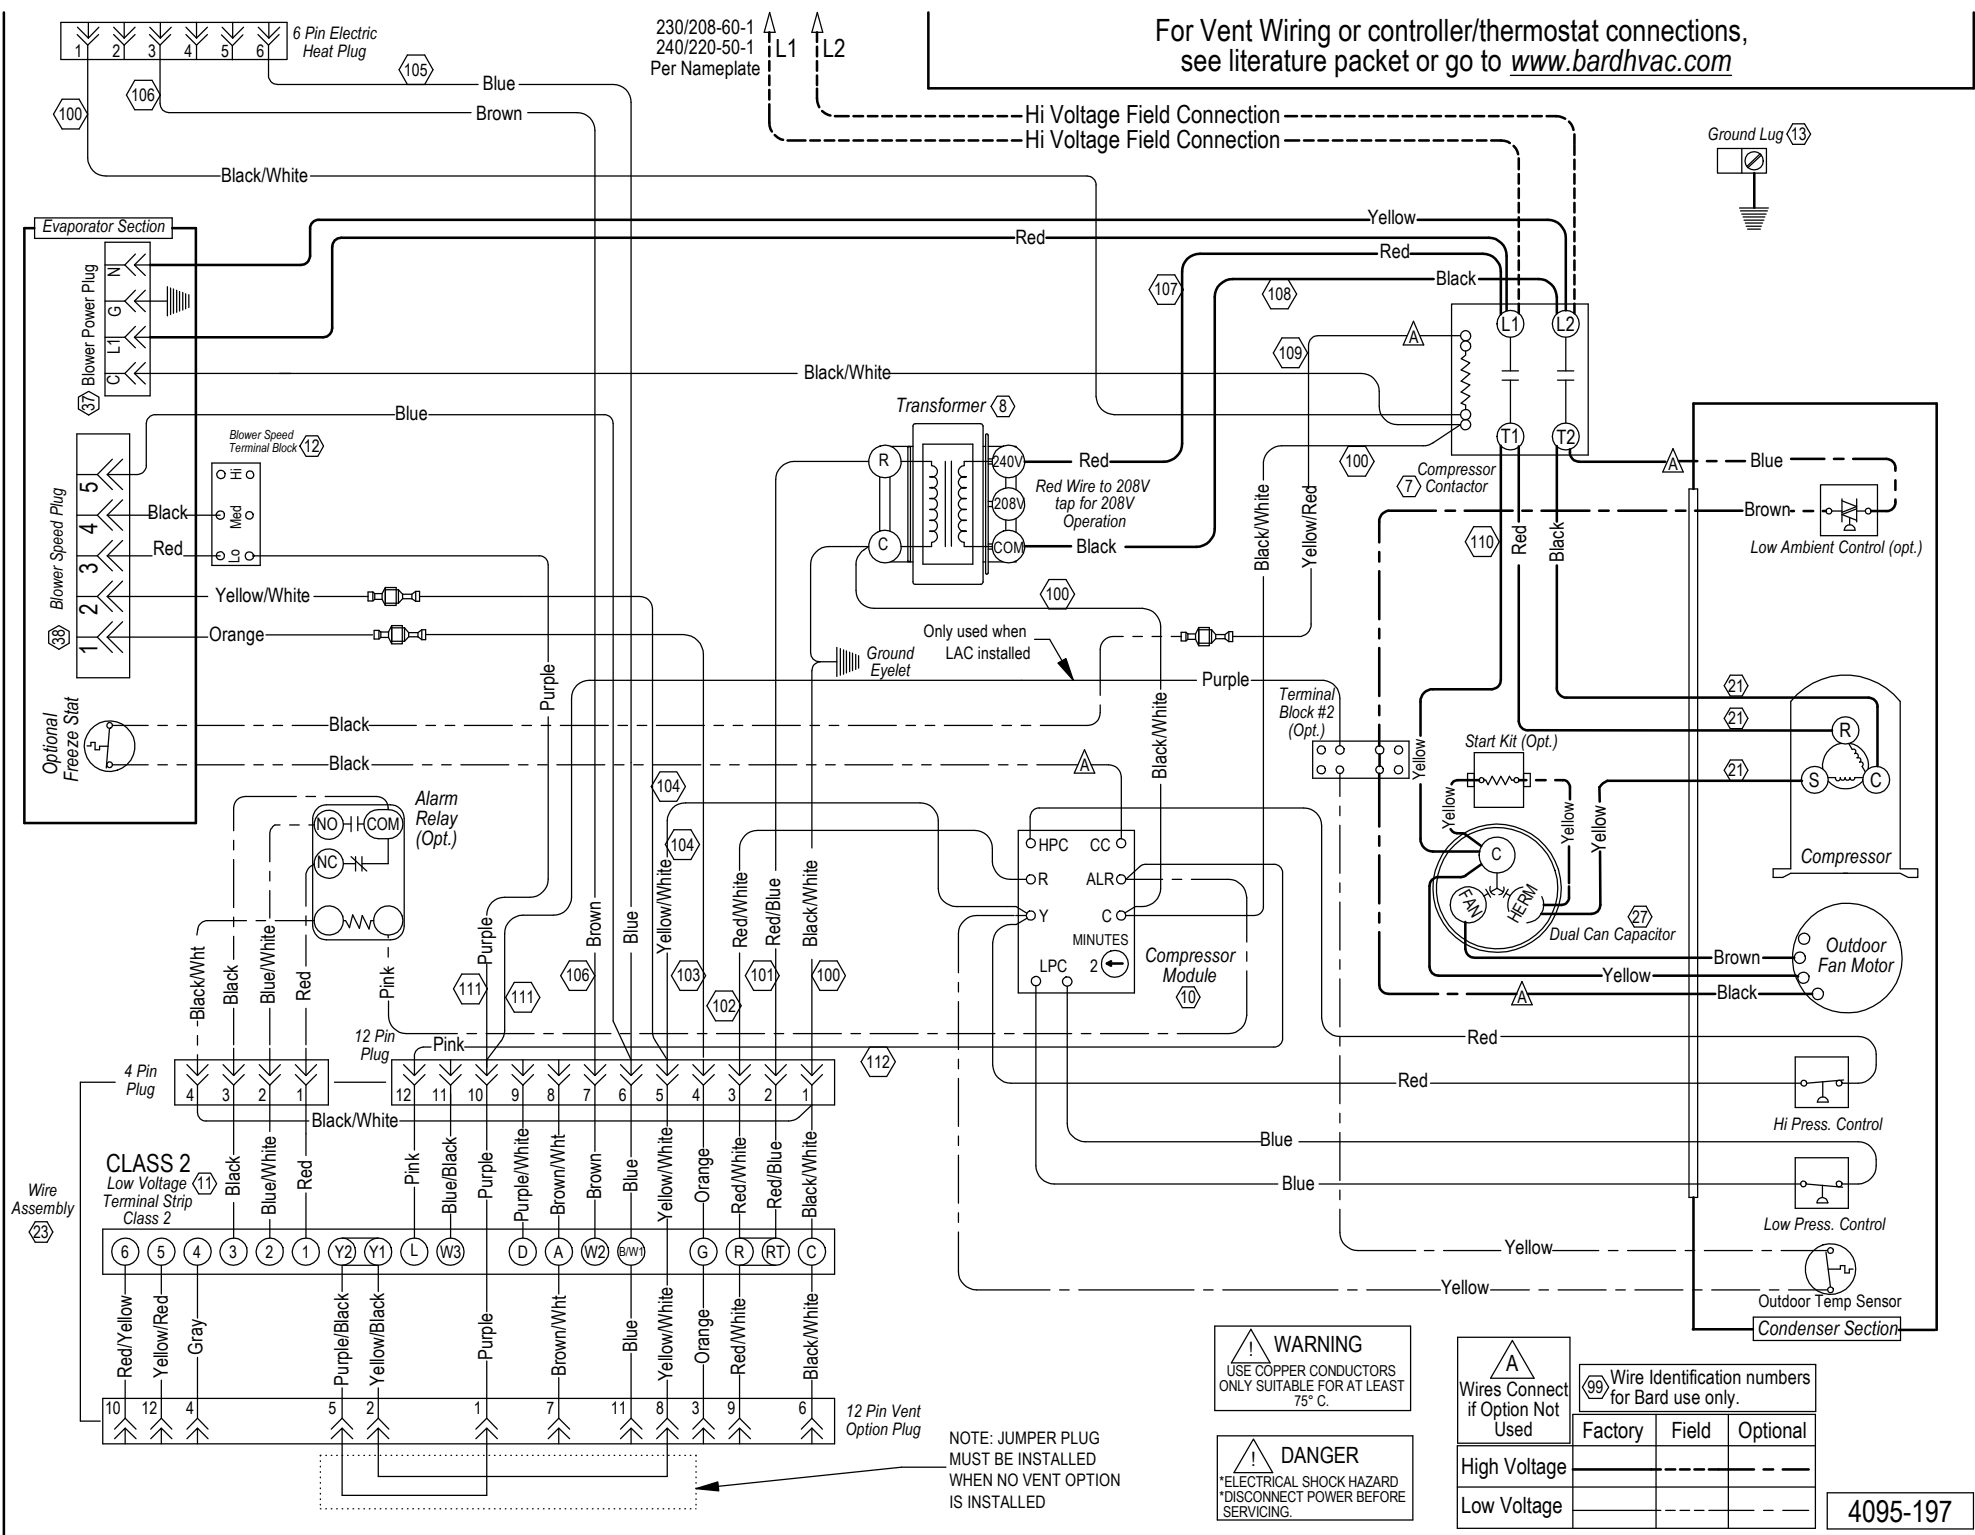 For Vent Wiring or controller/thermostat connections,
see literature packet or go to www.bardhvac.com
230/208-60-1
240/220-50-1
Per Nameplate
L1
L2
6 Pin Electric
Heat Plug
1 2 3 4 5 6
100
106
105
Blue
Brown
Black/White
Hi Voltage Field Connection
Hi Voltage Field Connection
Ground Lug 13
Evaporator Section
Yellow
Red
Red
Black
107
108
109
Blower Power Plug
37
N
G
L1
C
Black/White
Blue
A
L1
L2
T1
T2
7 Compressor
Contactor
100
Blower Speed Plug
38
5
4
3
2
1
Blower Speed
Terminal Block 12
Hi
Med
Lo
Black
Red
Yellow/White
Orange
Transformer 8
R
C
240V
208V
COM
Red
Red Wire to 208V
tap for 208V
Operation
Black
100
Black/White
Yellow/Red
110
Red
Black
A
Blue
Brown
Low Ambient Control (opt.)
Ground
Eyelet
Only used when
LAC installed
Purple
Purple
Black/White
Optional
Freeze Stat
Black
Black
A
Terminal
Block #2
(Opt.)
Start Kit (Opt.)
Yellow
Yellow
Yellow
Yellow
21
21
21
R
S
C
Compressor
C
FAN
HERM
27
Dual Can Capacitor
Outdoor
Fan Motor
Brown
Yellow
Black
A
Alarm
Relay
(Opt.)
NO
COM
NC
104
104
HPC
CC
R
ALR
Y
C
MINUTES
2
LPC
Compressor
Module
10
Black/Wht
Black
Blue/White
Red
Pink
Purple
111
111
Brown
106
Blue
Yellow/White
103
Red/White
102
Red/Blue
101
Black/White
100
Red
Red
Hi Press. Control
Blue
Blue
Low Press. Control
Yellow
Yellow
Outdoor Temp Sensor
Condenser Section
4 Pin
Plug
4 3 2 1
12 Pin
Plug
Pink
112
12 11 10 9 8 7 6 5 4 3 2 1
Black/White
CLASS 2
Low Voltage 11
Terminal Strip
Class 2
Wire
Assembly
23
Black
Blue/White
Red
Pink
Blue/Black
Purple
Purple/White
Brown/Wht
Brown
Blue
Yellow/White
Orange
Red/White
Red/Blue
Black/White
6 5 4 3 2 1 Y2 Y1 L W3 D A W2 B/W1 G R RT C
Red/Yellow
Yellow/Red
Gray
Purple/Black
Yellow/Black
Purple
Brown/Wht
Blue
Yellow/White
Orange
Red/White
Black/White
10 12 4 5 2 1 7 11 8 3 9 6
12 Pin Vent
Option Plug
NOTE: JUMPER PLUG
MUST BE INSTALLED
WHEN NO VENT OPTION
IS INSTALLED
! WARNING
USE COPPER CONDUCTORS
ONLY SUITABLE FOR AT LEAST
75° C.
! DANGER
*ELECTRICAL SHOCK HAZARD
*DISCONNECT POWER BEFORE
SERVICING.
A
Wires Connect
if Option Not
Used
99 Wire Identification numbers
for Bard use only.
Factory Field Optional
High Voltage
Low Voltage
4095-197